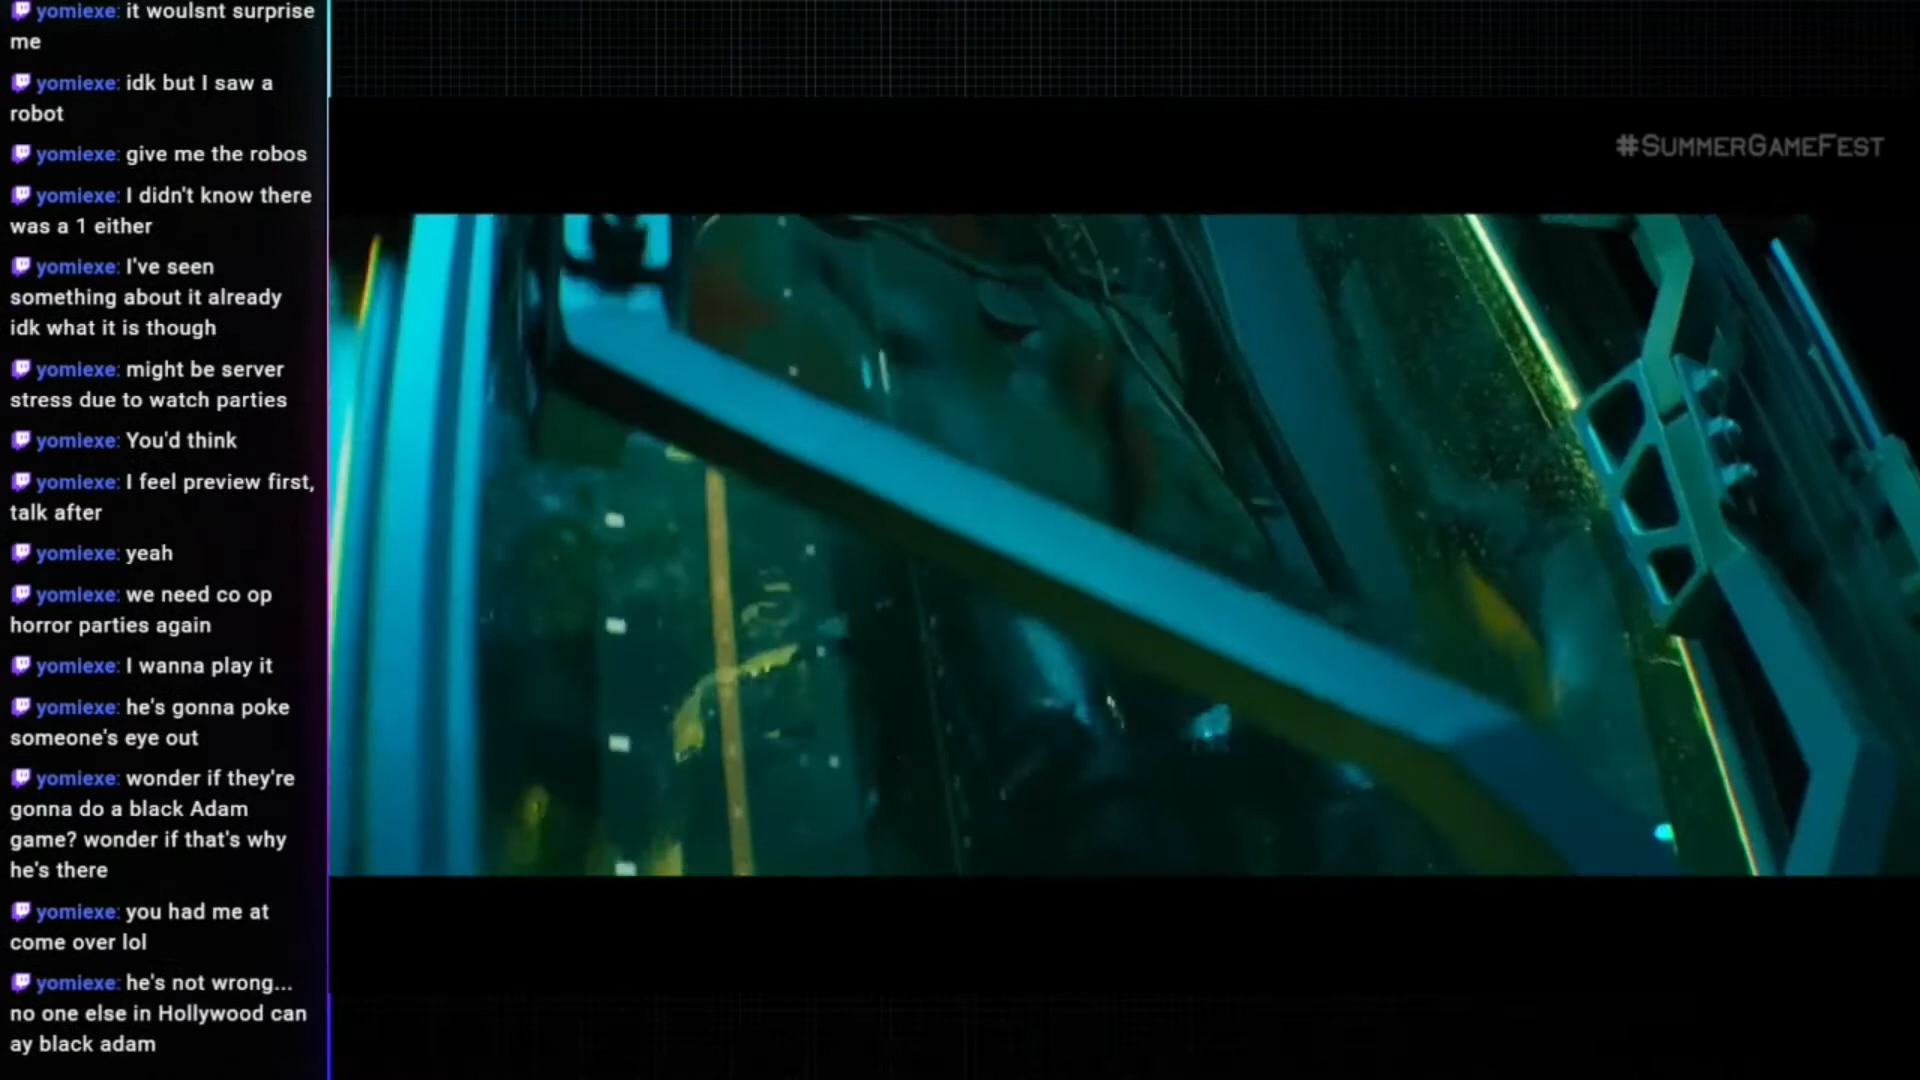 yomiexe: it woulsnt surprise
me
yomiexe: idk but I saw a
robot
yomiexe: give me the robos
yomiexe: I didn't know there
was a 1 either
yomiexe: I've seen
something about it already
idk what it is though
yomiexe: might be server
stress due to watch parties
yomiexe: You'd think
yomiexe: I feel preview first,
talk after
yomiexe: yeah
yomiexe: we need co op
horror parties again
yomiexe: I wanna play it
yomiexe: he's gonna poke
someone's eye out
yomiexe: wonder if they're
gonna do a black Adam
game? wonder if that's why
he's there
yomiexe: you had me at
come over lol
yomiexe: he's not wrong...
no one else in Hollywood can
ay black adam
#SUMMERGAMEFEST